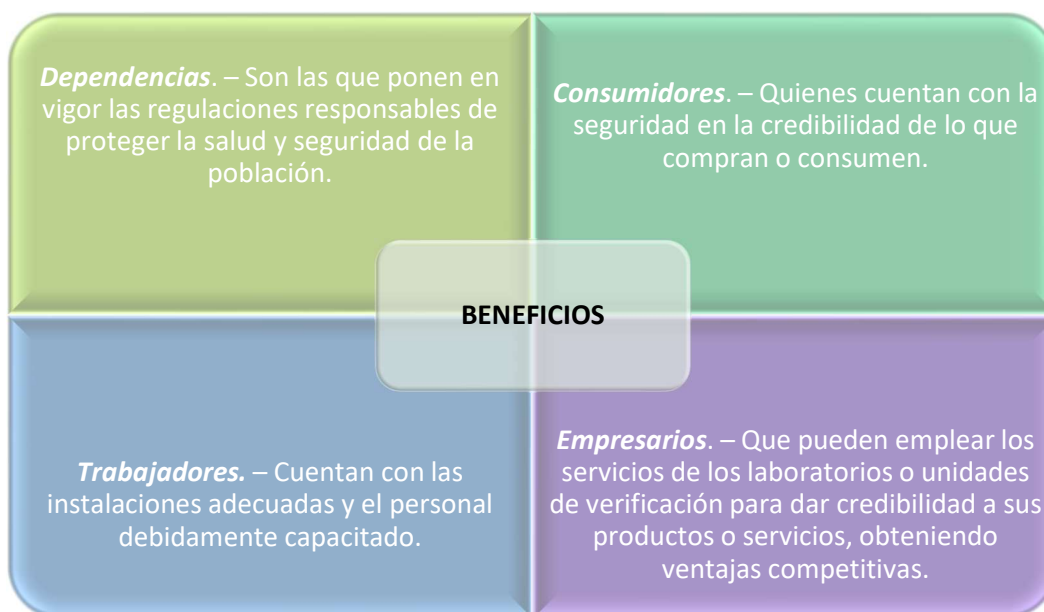 Dependencias. – Son las que ponen en
vigor las regulaciones responsables de
proteger la salud y seguridad de la
población.
Consumidores. – Quienes cuentan con la
seguridad en la credibilidad de lo que
compran o consumen.
BENEFICIOS
Trabajadores. – Cuentan con las
instalaciones adecuadas y el personal
debidamente capacitado.
Empresarios. – Que pueden emplear los
servicios de los laboratorios o unidades
de verificación para dar credibilidad a sus
productos o servicios, obteniendo
ventajas competitivas.